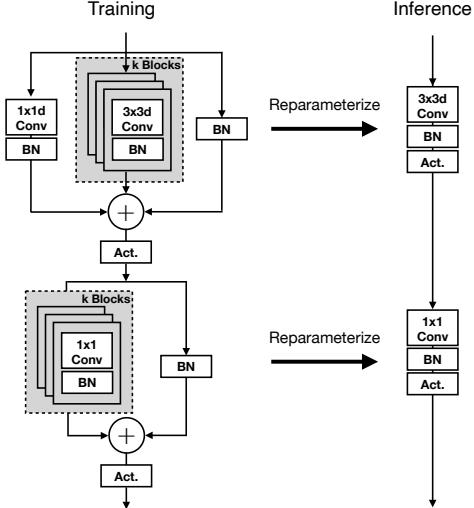 Training
Inference
k Blocks
1x1d
Conv
BN
3x3d
Conv
BN
BN
Act.
Reparameterize
3x3d
Conv
BN
Act.
k Blocks
1x1
Conv
BN
BN
Act.
Reparameterize
1x1
Conv
BN
Act.